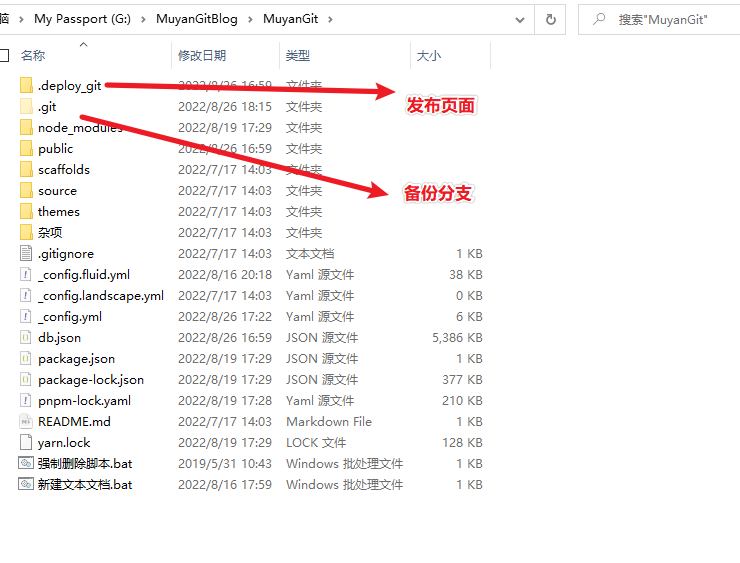 脑 › My Passport (G:) › MuyanGitBlog › MuyanGit › 搜索"MuyanGit"
名称 修改日期 类型 大小
.deploy_git 2022/8/26 16:59 文件夹
发布页面
.git 2022/8/26 18:15 文件夹
node_modules 2022/8/19 17:29 文件夹
public 2022/8/26 16:59 文件夹
scaffolds 2022/7/17 14:03 文件夹
source 2022/7/17 14:03 文件夹
备份分支
themes 2022/7/17 14:03 文件夹
杂项 2022/7/17 14:03 文件夹
.gitignore 2022/7/17 14:03 文本文档 1 KB
_config.fluid.yml 2022/8/16 20:18 Yaml 源文件 38 KB
_config.landscape.yml 2022/7/17 14:03 Yaml 源文件 0 KB
_config.yml 2022/8/26 17:22 Yaml 源文件 6 KB
db.json 2022/8/26 16:59 JSON 源文件 5,386 KB
package.json 2022/8/19 17:29 JSON 源文件 1 KB
package-lock.json 2022/8/19 17:29 JSON 源文件 377 KB
pnpm-lock.yaml 2022/8/19 17:28 Yaml 源文件 210 KB
README.md 2022/7/17 14:03 Markdown File 1 KB
yarn.lock 2022/8/19 17:29 LOCK 文件 128 KB
强制删除脚本.bat 2019/5/31 10:43 Windows 批处理文件 1 KB
新建文本文档.bat 2022/8/16 17:59 Windows 批处理文件 1 KB